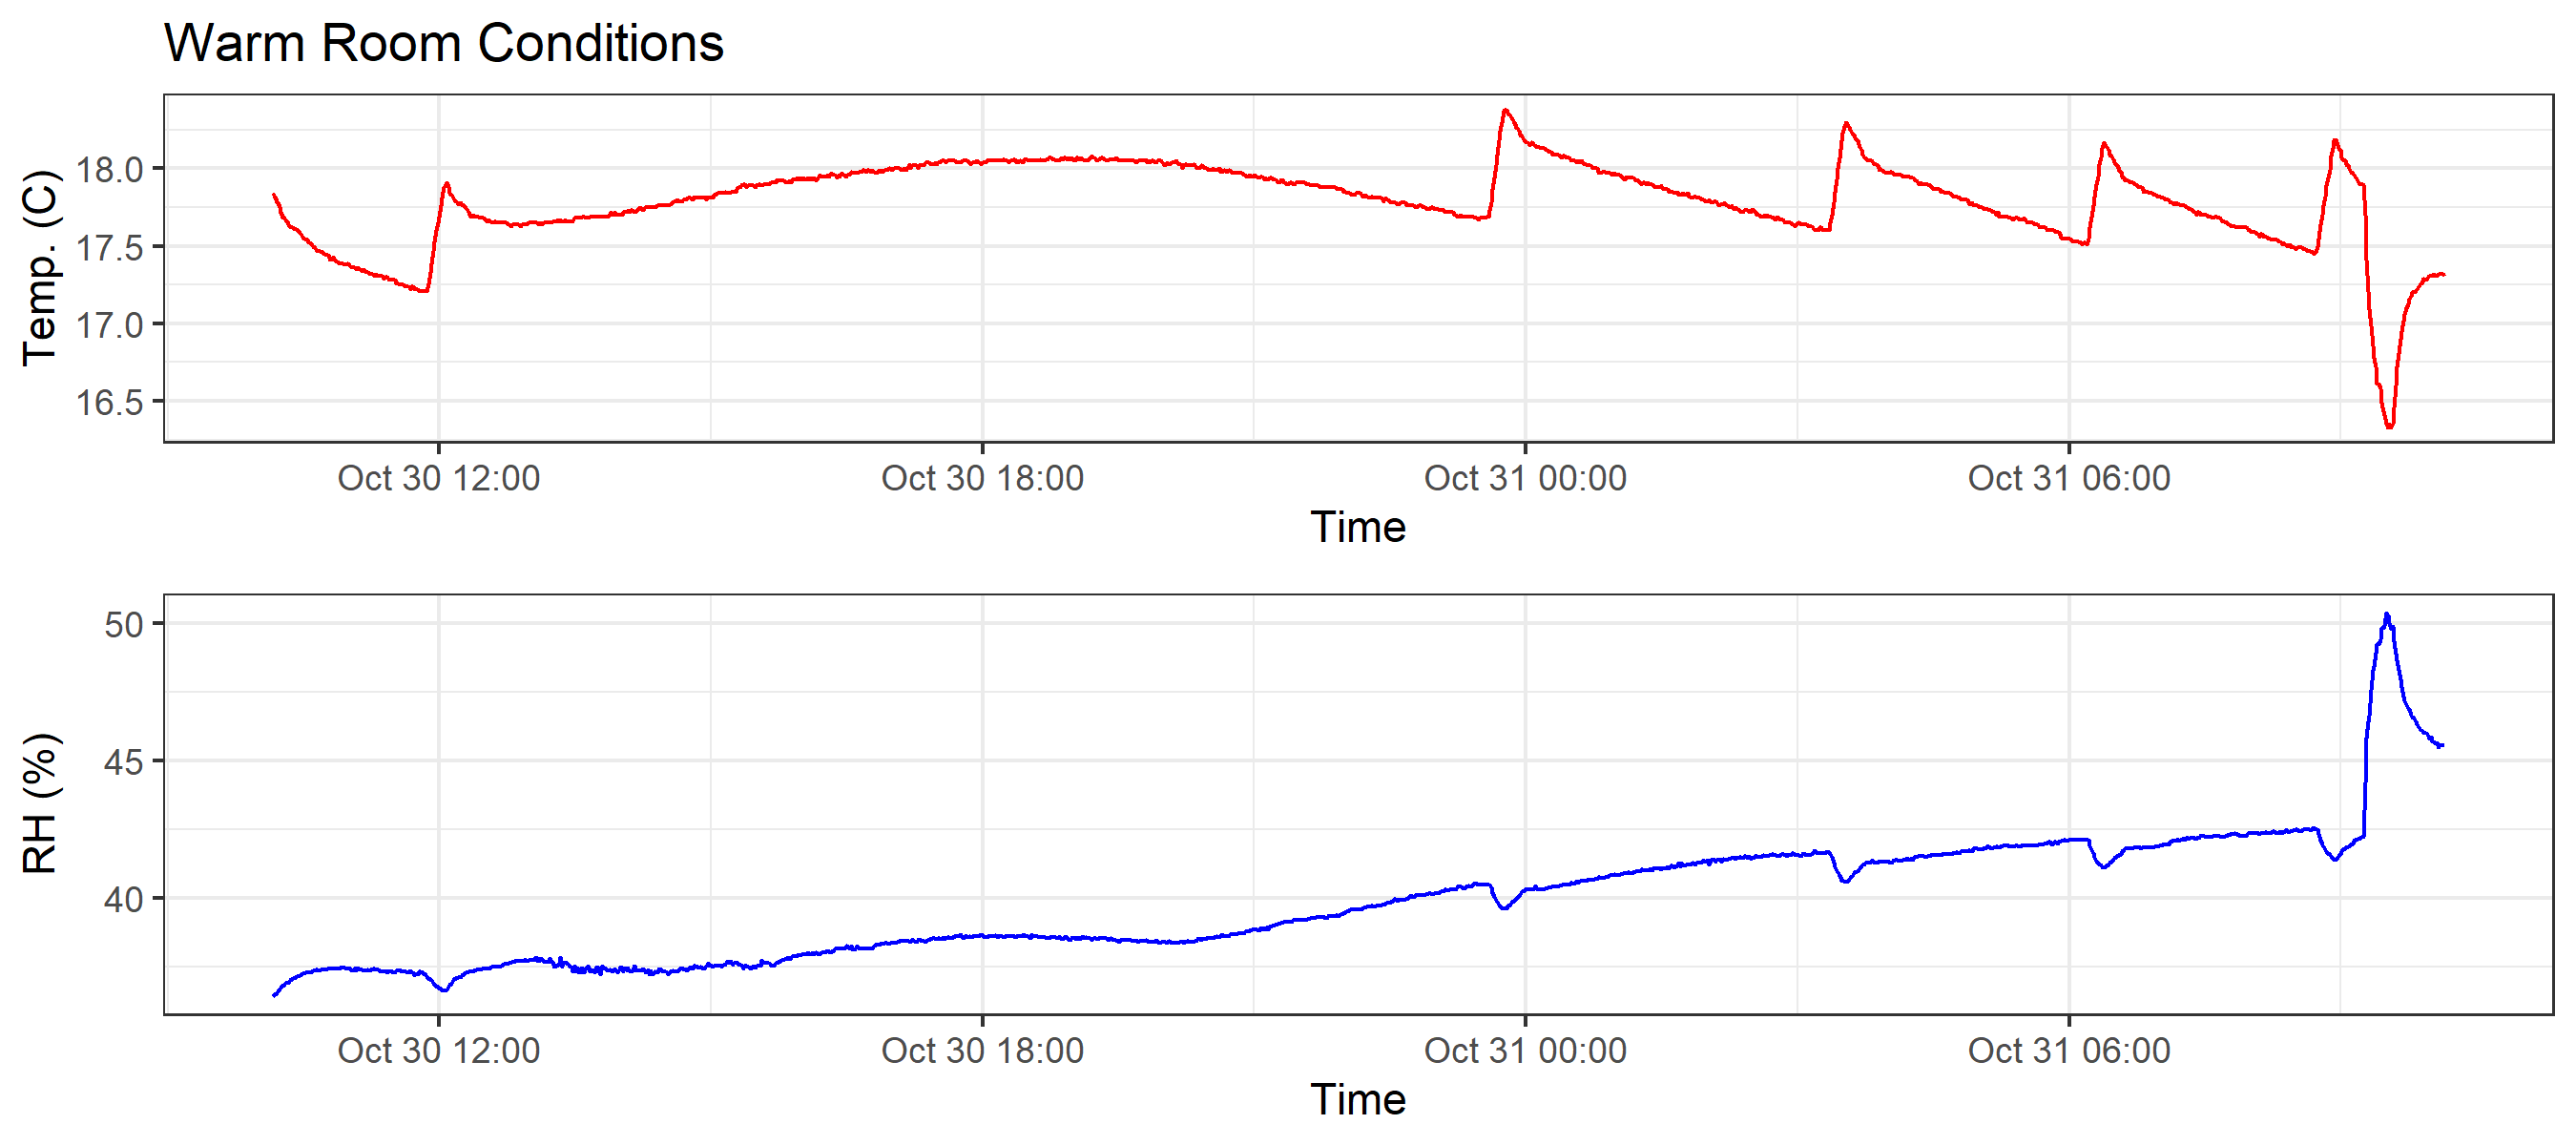 Warm Room Conditions
Temp. (C)
18.0
17.5
17.0
16.5
Oct 30 12:00 Oct 30 18:00 Oct 31 00:00 Oct 31 06:00
Time
RH (%)
50
45
40
Oct 30 12:00 Oct 30 18:00 Oct 31 00:00 Oct 31 06:00
Time